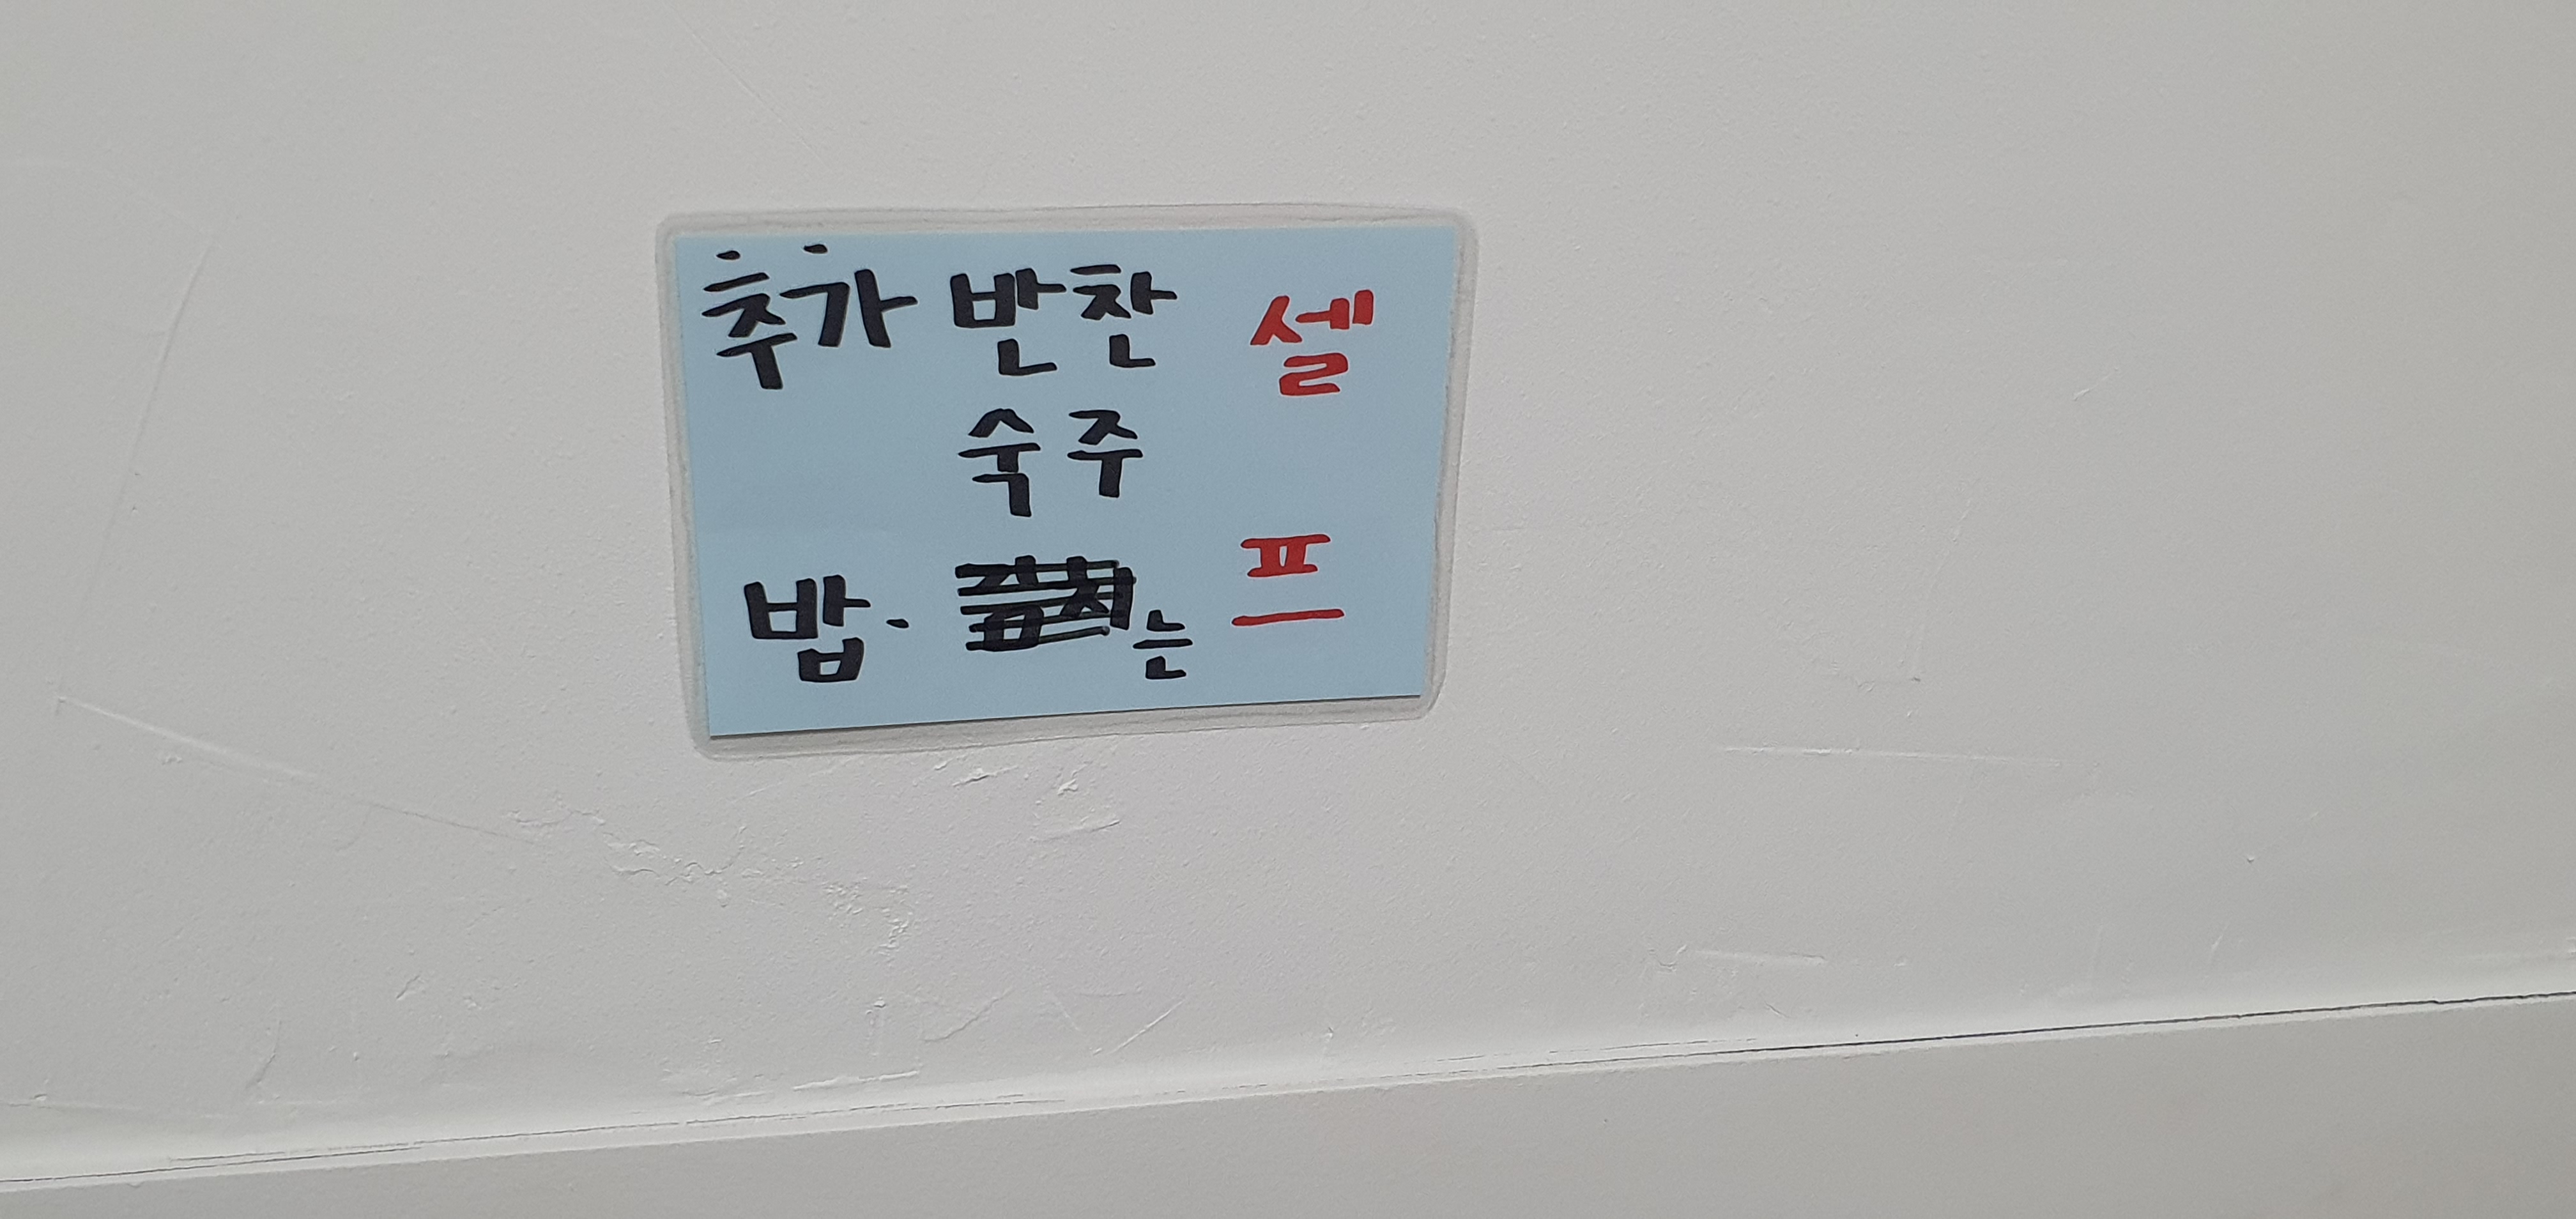 추가 반찬 셀
숙주
밥· 는 프